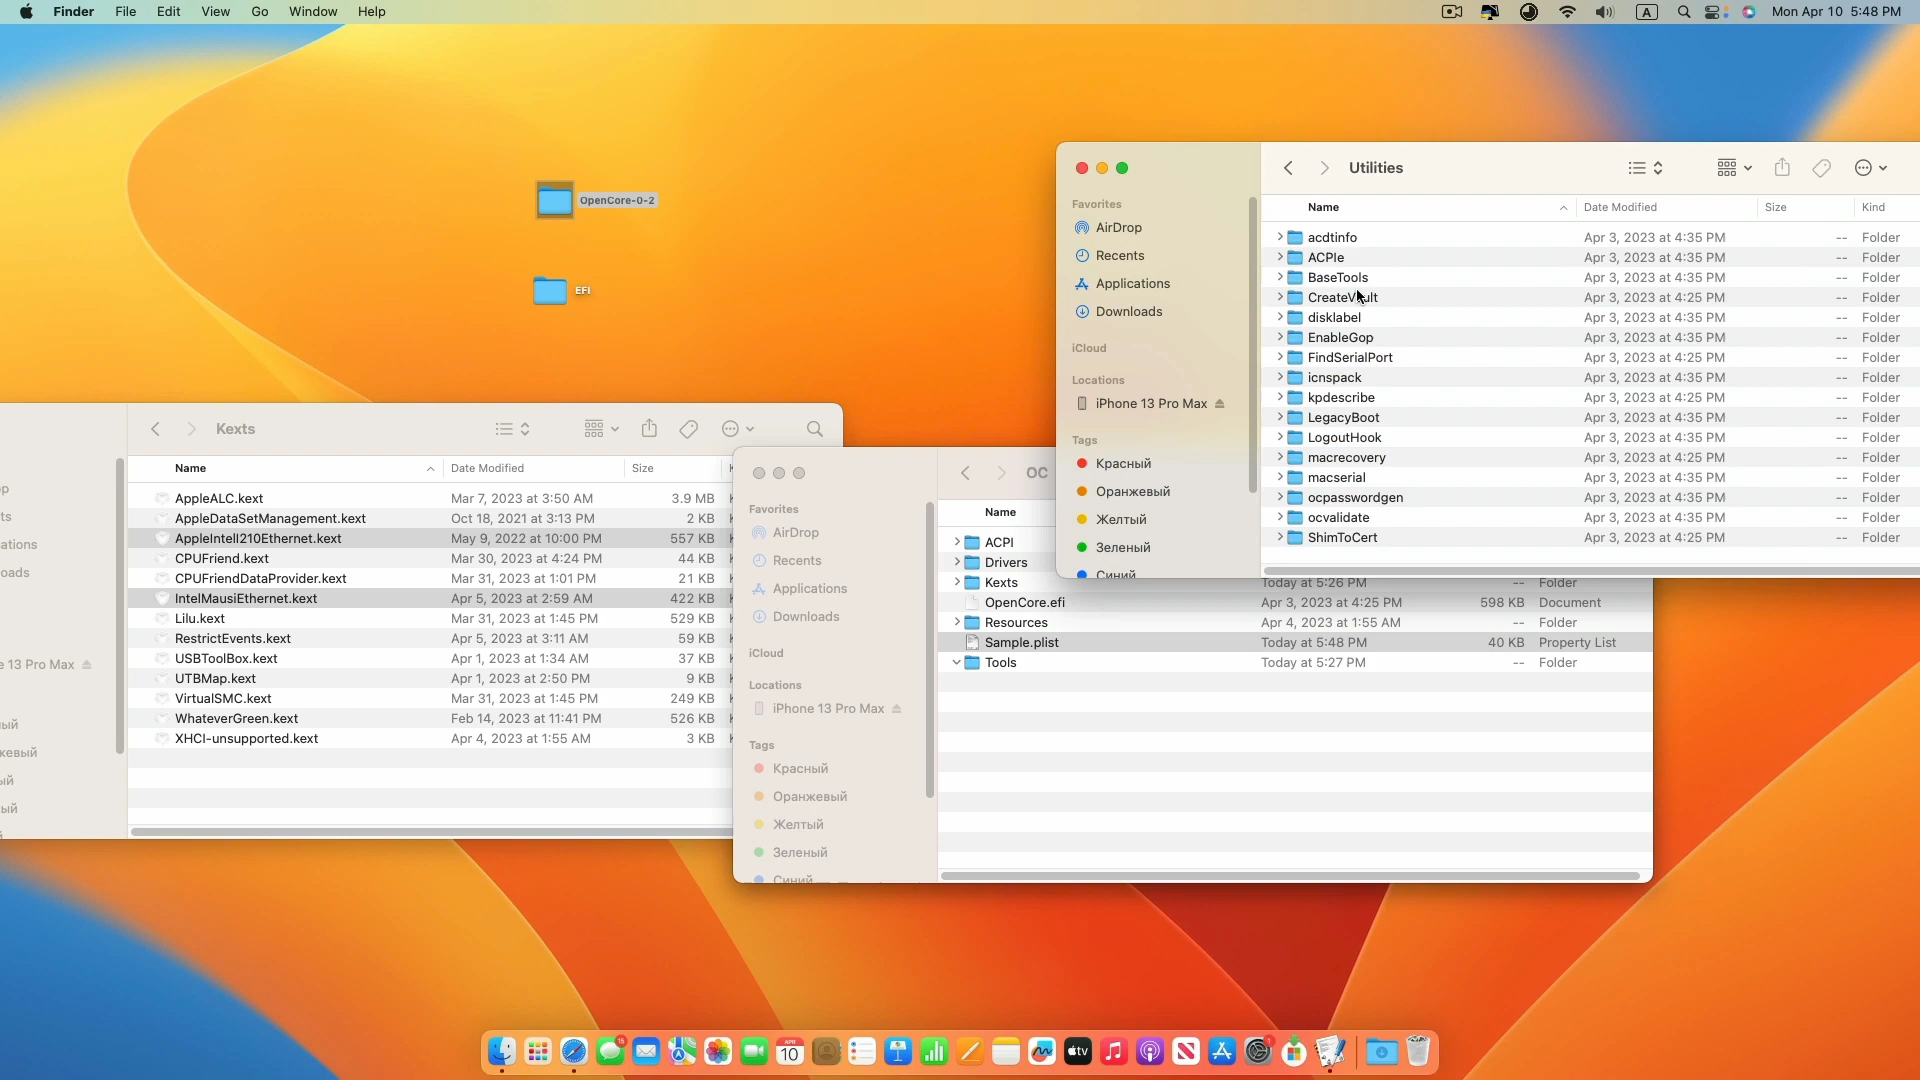 Finder File Edit View Go Window Help
A Mon Apr 10 5:48 PM
OpenCore-0-2
EFI
Utilities
Favorites
AirDrop
Recents
Applications
Downloads
iCloud
Locations
iPhone 13 Pro Max
Tags
Красный
Оранжевый
Желтый
Зеленый
Синий
Name Date Modified Size Kind
acdtinfo Apr 3, 2023 at 4:35 PM -- Folder
ACPIe Apr 3, 2023 at 4:35 PM -- Folder
BaseTools Apr 3, 2023 at 4:35 PM -- Folder
CreateVault Apr 3, 2023 at 4:25 PM -- Folder
disklabel Apr 3, 2023 at 4:35 PM -- Folder
EnableGop Apr 3, 2023 at 4:35 PM -- Folder
FindSerialPort Apr 3, 2023 at 4:25 PM -- Folder
icnspack Apr 3, 2023 at 4:35 PM -- Folder
kpdescribe Apr 3, 2023 at 4:25 PM -- Folder
LegacyBoot Apr 3, 2023 at 4:35 PM -- Folder
LogoutHook Apr 3, 2023 at 4:25 PM -- Folder
macrecovery Apr 3, 2023 at 4:25 PM -- Folder
macserial Apr 3, 2023 at 4:35 PM -- Folder
ocpasswordgen Apr 3, 2023 at 4:35 PM -- Folder
ocvalidate Apr 3, 2023 at 4:35 PM -- Folder
ShimToCert Apr 3, 2023 at 4:25 PM -- Folder
Kexts
p
ts
ations
oads
e 13 Pro Max
ый
жевый
ый
ый
Name Date Modified Size
AppleALC.kext Mar 7, 2023 at 3:50 AM 3.9 MB
AppleDataSetManagement.kext Oct 18, 2021 at 3:13 PM 2 KB
AppleIntelI210Ethernet.kext May 9, 2022 at 10:00 PM 557 KB
CPUFriend.kext Mar 30, 2023 at 4:24 PM 44 KB
CPUFriendDataProvider.kext Mar 31, 2023 at 1:01 PM 21 KB
IntelMausiEthernet.kext Apr 5, 2023 at 2:59 AM 422 KB
Lilu.kext Mar 31, 2023 at 1:45 PM 529 KB
RestrictEvents.kext Apr 5, 2023 at 3:11 AM 59 KB
USBToolBox.kext Apr 1, 2023 at 1:34 AM 37 KB
UTBMap.kext Apr 1, 2023 at 2:50 PM 9 KB
VirtualSMC.kext Mar 31, 2023 at 1:45 PM 249 KB
WhateverGreen.kext Feb 14, 2023 at 11:41 PM 526 KB
XHCI-unsupported.kext Apr 4, 2023 at 1:55 AM 3 KB
OC
Favorites
AirDrop
Recents
Applications
Downloads
iCloud
Locations
iPhone 13 Pro Max
Tags
Красный
Оранжевый
Желтый
Зеленый
Синий
Name
ACPI
Drivers
Kexts Today at 5:26 PM -- Folder
OpenCore.efi Apr 3, 2023 at 4:25 PM 598 KB Document
Resources Apr 4, 2023 at 1:55 AM -- Folder
Sample.plist Today at 5:48 PM 40 KB Property List
Tools Today at 5:27 PM -- Folder
15
APR
10
tv
1